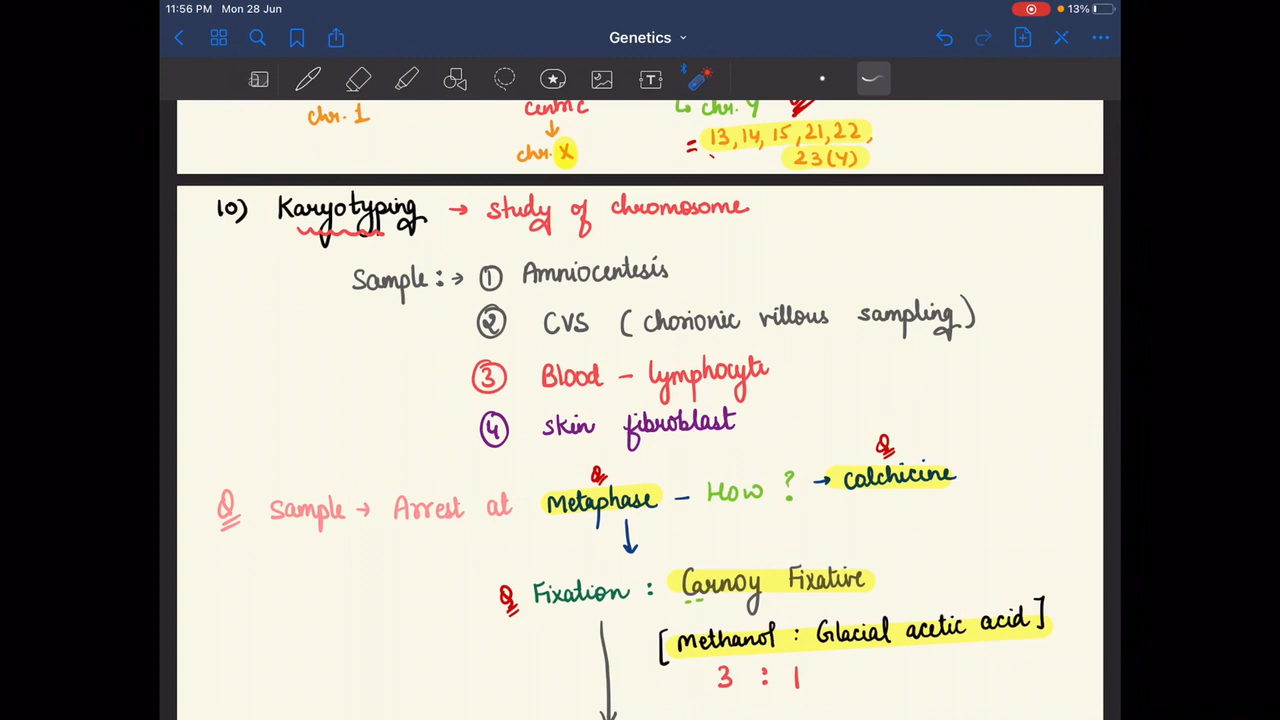 11:56 PM Mon 28 Jun 13%
Genetics
T
chr. 1
centric
chr. X
↳ chr. Y
= 13, 14, 15, 21, 22,
23(Y)
10) Karyotyping → study of chromosome
Sample :→ ① Amniocentesis
② CVS (chorionic villous sampling)
③ Blood - lymphocyte
④ skin fibroblast
Q Sample → Arrest at Metaphase - How ? → Colchicine
Q
Q
Q Fixation : Carnoy Fixative
[Methanol : Glacial acetic acid]
3 : 1